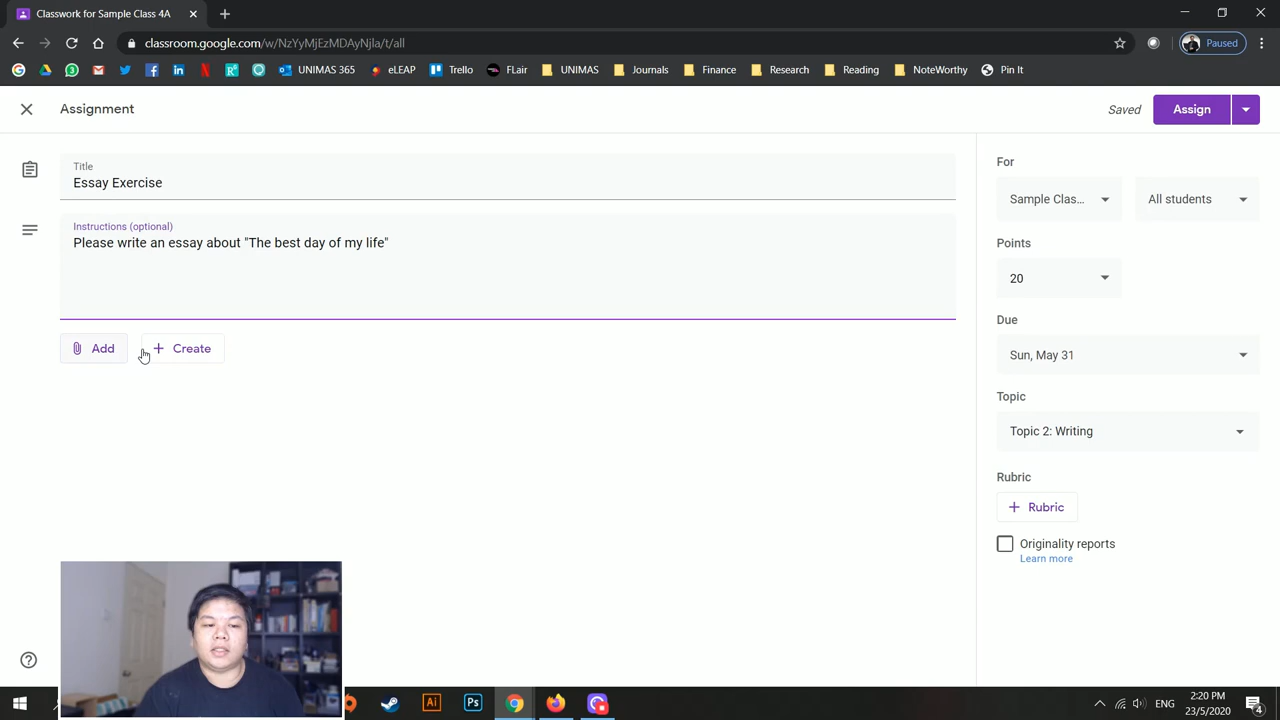 Classwork for Sample Class 4A
classroom.google.com/w/NzYyMjEzMDAyNjla/t/all
Paused
UNIMAS 365
eLEAP
Trello
FLair
UNIMAS
Journals
Finance
Research
Reading
NoteWorthy
Pin It
Assignment
Saved
Assign
Title
Essay Exercise
Instructions (optional)
Please write an essay about "The best day of my life"
Add
Create
For
Sample Clas...
All students
Points
20
Due
Sun, May 31
Topic
Topic 2: Writing
Rubric
Rubric
Originality reports
Learn more
Ai
Ps
ENG
2:20 PM
23/5/2020
4